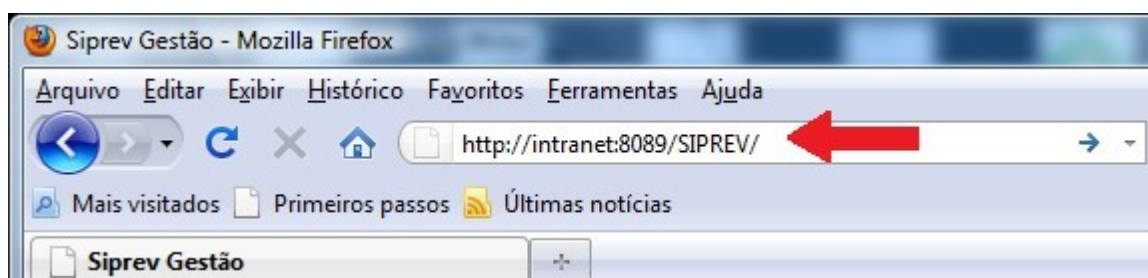 Siprev Gestão - Mozilla Firefox
Arquivo Editar Exibir Histórico Favoritos Ferramentas Ajuda
http://intranet:8089/SIPREV/
Mais visitados Primeiros passos Últimas notícias
Siprev Gestão